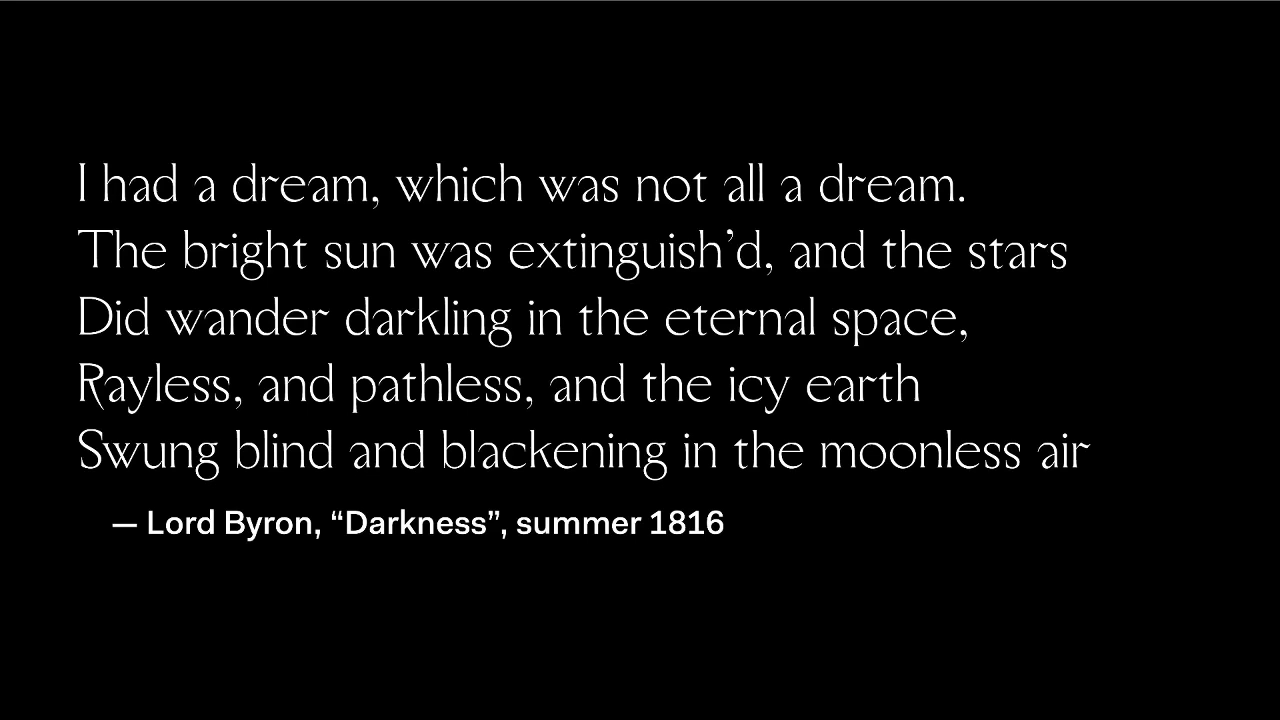 I had a dream, which was not all a dream.
The bright sun was extinguish’d, and the stars
Did wander darkling in the eternal space,
Rayless, and pathless, and the icy earth
Swung blind and blackening in the moonless air
— Lord Byron, “Darkness”, summer 1816